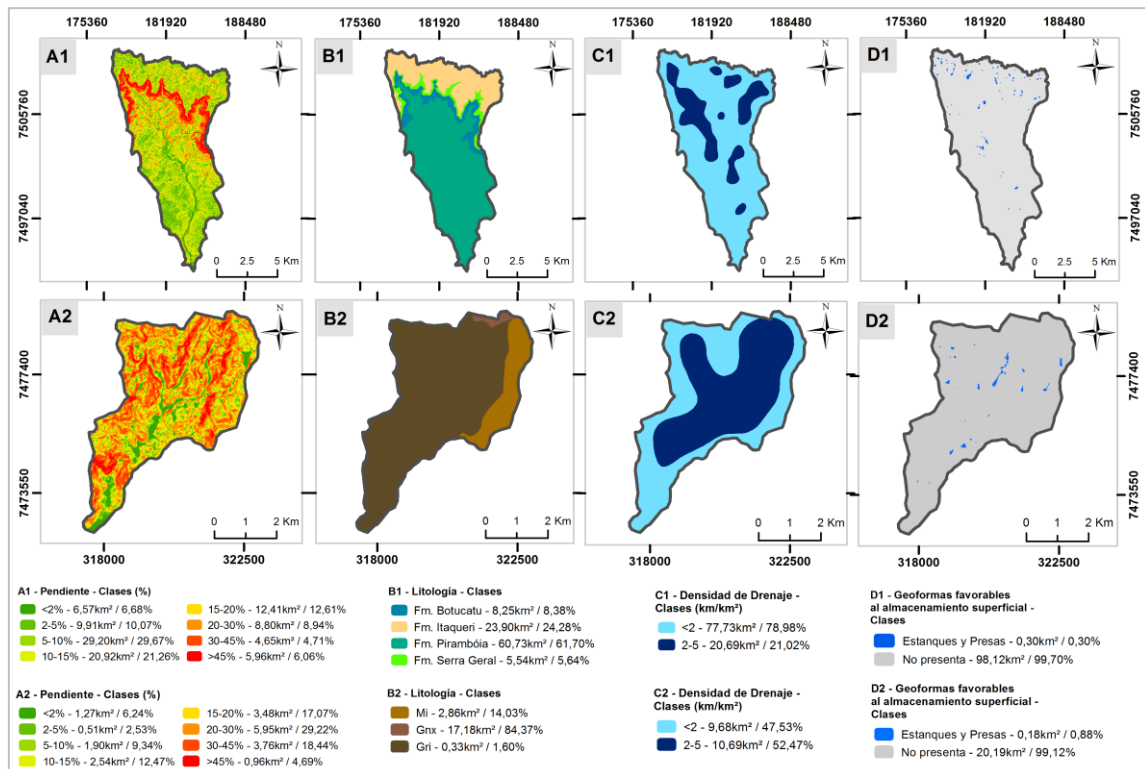 175360 181920 188480 175360 181920 188480 175360 181920 188480 175360 181920 188480
A1
N
B1
N
C1
N
D1
N
7505760
7497040
7505760
7497040
0 2.5 5 Km
0 2.5 5 Km
0 2.5 5 Km
0 2.5 5 Km
A2
N
B2
N
C2
N
D2
N
7477400
7473550
7477400
7473550
0 1 2 Km
0 1 2 Km
0 1 2 Km
0 1 2 Km
318000 322500 318000 322500 318000 322500 318000 322500
A1 - Pendiente - Clases (%)
<2% - 6,57km² / 6,68%
2-5% - 9,91km² / 10,07%
5-10% - 29,20km² / 29,67%
10-15% - 20,92km² / 21,26%
15-20% - 12,41km² / 12,61%
20-30% - 8,80km² / 8,94%
30-45% - 4,65km² / 4,71%
>45% - 5,96km² / 6,06%
B1 - Litología - Clases
Fm. Botucatu - 8,25km² / 8,38%
Fm. Itaqueri - 23,90km² / 24,28%
Fm. Pirambóia - 60,73km² / 61,70%
Fm. Serra Geral - 5,54km² / 5,64%
C1 - Densidad de Drenaje -
Clases (km/km²)
<2 - 77,73km² / 78,98%
2-5 - 20,69km² / 21,02%
D1 - Geoformas favorables
al almacenamiento superficial -
Clases
Estanques y Presas - 0,30km² / 0,30%
No presenta - 98,12km² / 99,70%
A2 - Pendiente - Clases (%)
<2% - 1,27km² / 6,24%
2-5% - 0,51km² / 2,53%
5-10% - 1,90km² / 9,34%
10-15% - 2,54km² / 12,47%
15-20% - 3,48km² / 17,07%
20-30% - 5,95km² / 29,22%
30-45% - 3,76km² / 18,44%
>45% - 0,96km² / 4,69%
B2 - Litología - Clases
Mi - 2,86km² / 14,03%
Gnx - 17,18km² / 84,37%
Gri - 0,33km² / 1,60%
C2 - Densidad de Drenaje -
Clases (km/km²)
<2 - 9,68km² / 47,53%
2-5 - 10,69km² / 52,47%
D2 - Geoformas favorables
al almacenamiento superficial -
Clases
Estanques y Presas - 0,18km² / 0,88%
No presenta - 20,19km² / 99,12%